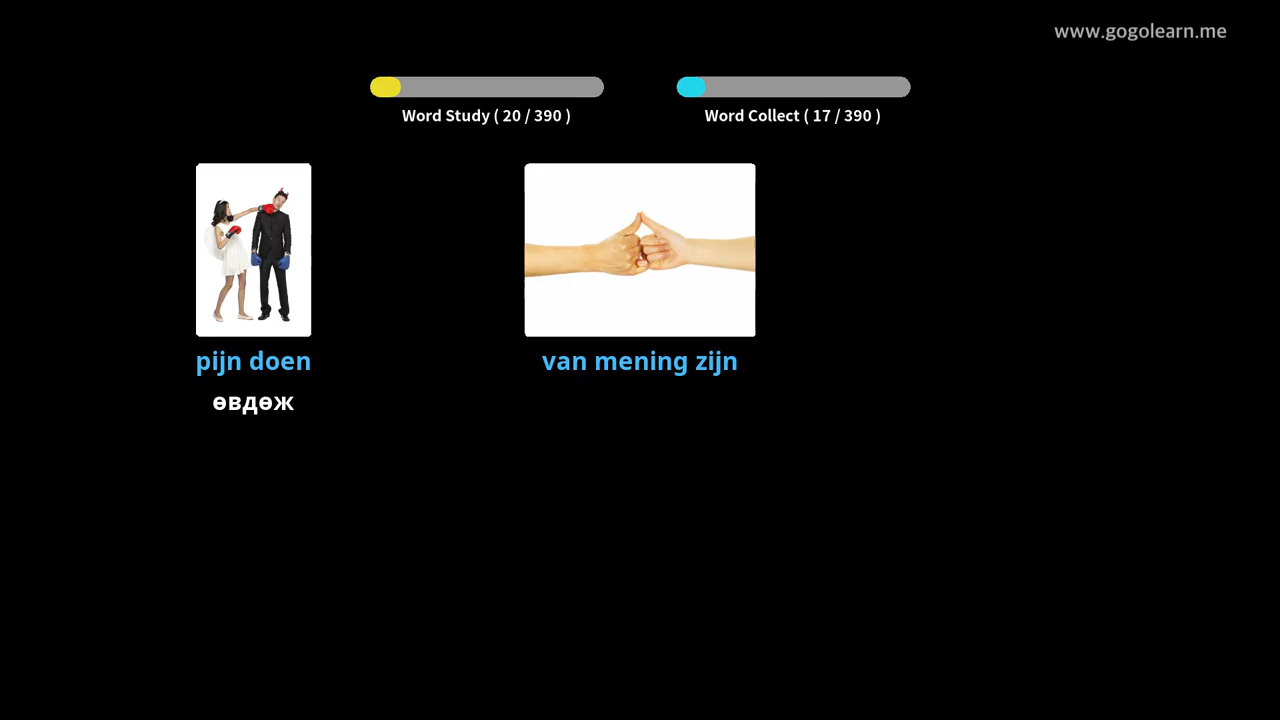 www.gogolearn.me
Word Study ( 20 / 390 )
Word Collect ( 17 / 390 )
pijn doen
өвдөж
van mening zijn